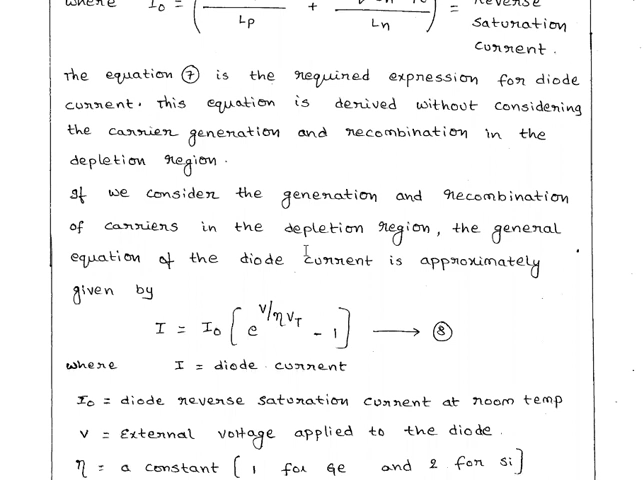 where I₀ = ( / Lp + / Ln ) = Reverse
saturation
current.
The equation ⑦ is the required expression for diode
current. This equation is derived without considering
the carrier generation and recombination in the
depletion region.
If we consider the generation and recombination
of carriers in the depletion region, the general
equation of the diode current is approximately
given by
I = I₀ [ e^(V/ηV_T) - 1 ] ⟶ ⑧
where I = diode current
I₀ = diode reverse saturation current at room temp
V = External voltage applied to the diode.
η = a constant [ 1 for Ge and 2 for Si ]